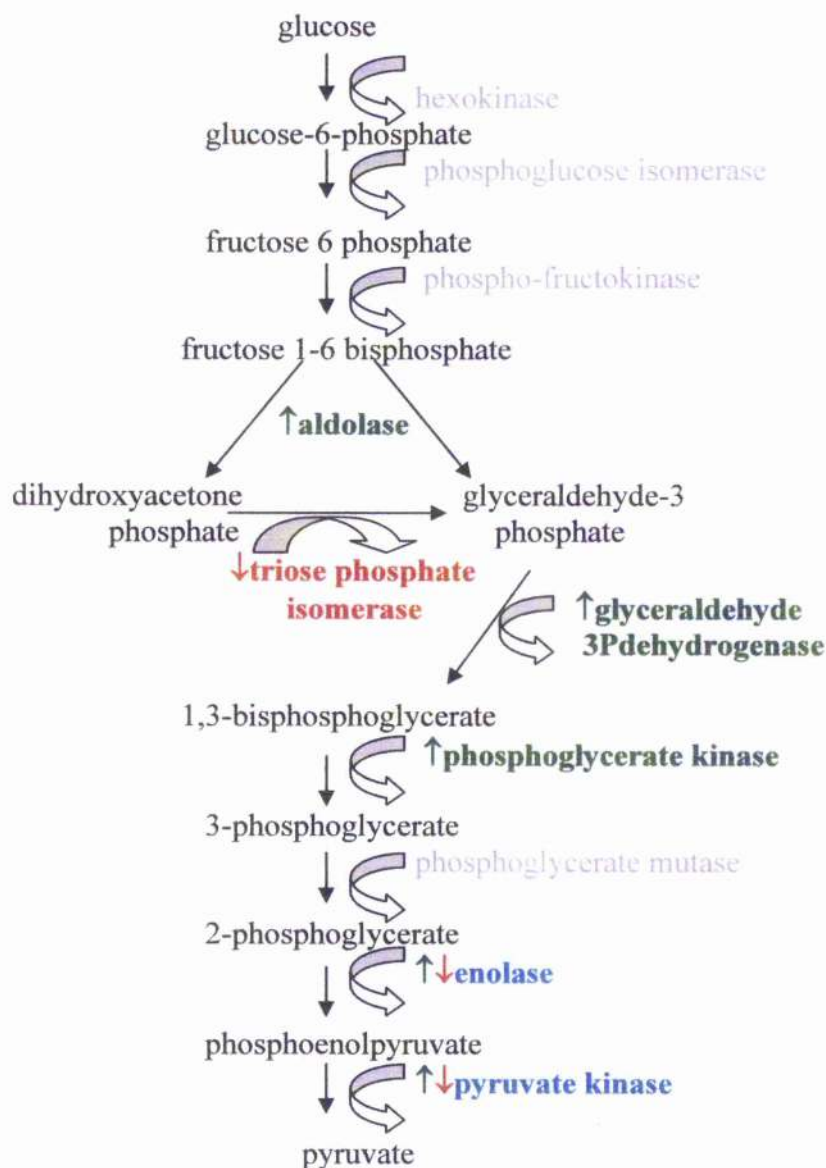 glucose
hexokinase
glucose-6-phosphate
phosphoglucose isomerase
fructose 6 phosphate
phospho-fructokinase
fructose 1-6 bisphosphate
↑aldolase
dihydroxyacetone
phosphate
glyceraldehyde-3
phosphate
↓triose phosphate
isomerase
↑glyceraldehyde
3Pdehydrogenase
1,3-bisphosphoglycerate
↑phosphoglycerate kinase
3-phosphoglycerate
phosphoglycerate mutase
2-phosphoglycerate
↑↓enolase
phosphoenolpyruvate
↑↓pyruvate kinase
pyruvate